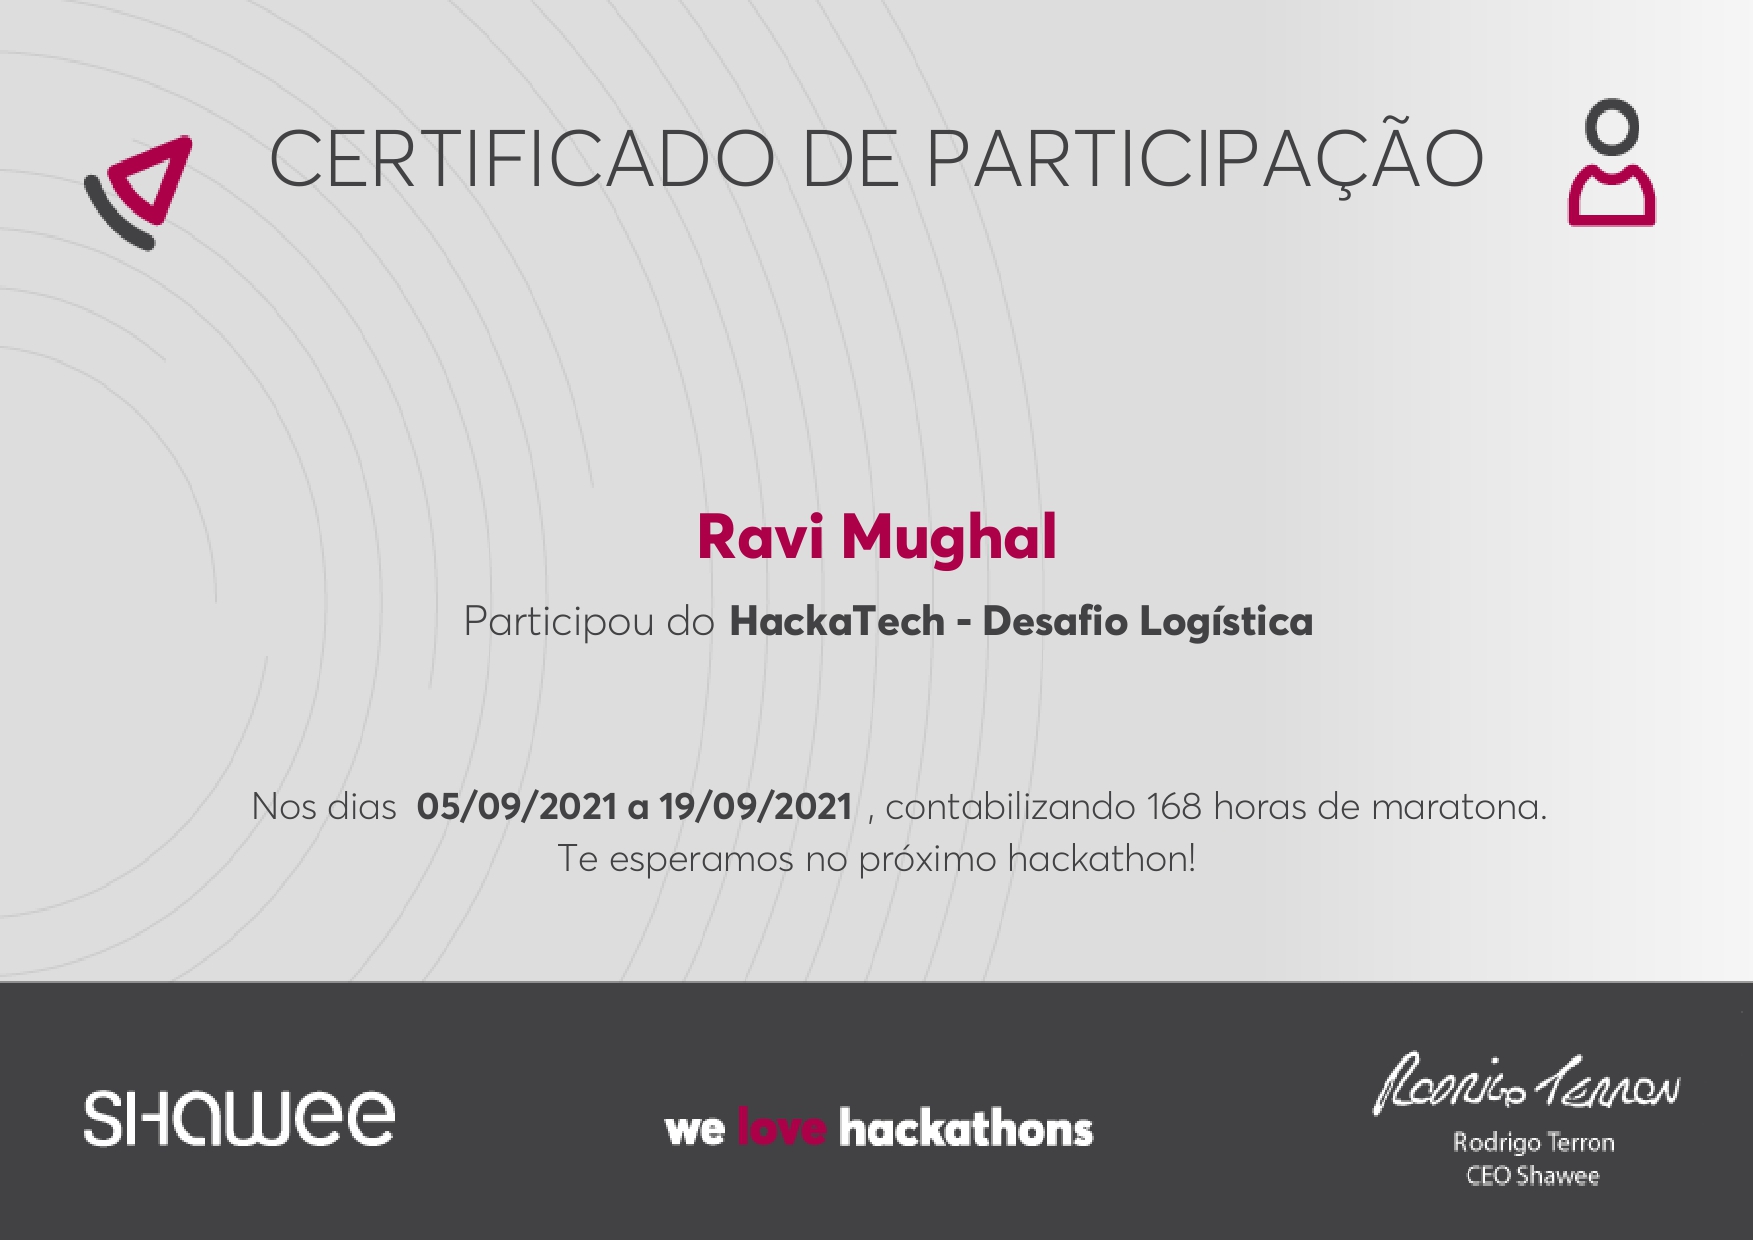 CERTIFICADO DE PARTICIPAÇÃO
Ravi Mughal
Participou do HackaTech - Desafio Logística
Nos dias 05/09/2021 a 19/09/2021 , contabilizando 168 horas de maratona.
Te esperamos no próximo hackathon!
SHAWEE
we love hackathons
Rodrigo Terron
Rodrigo Terron
CEO Shawee